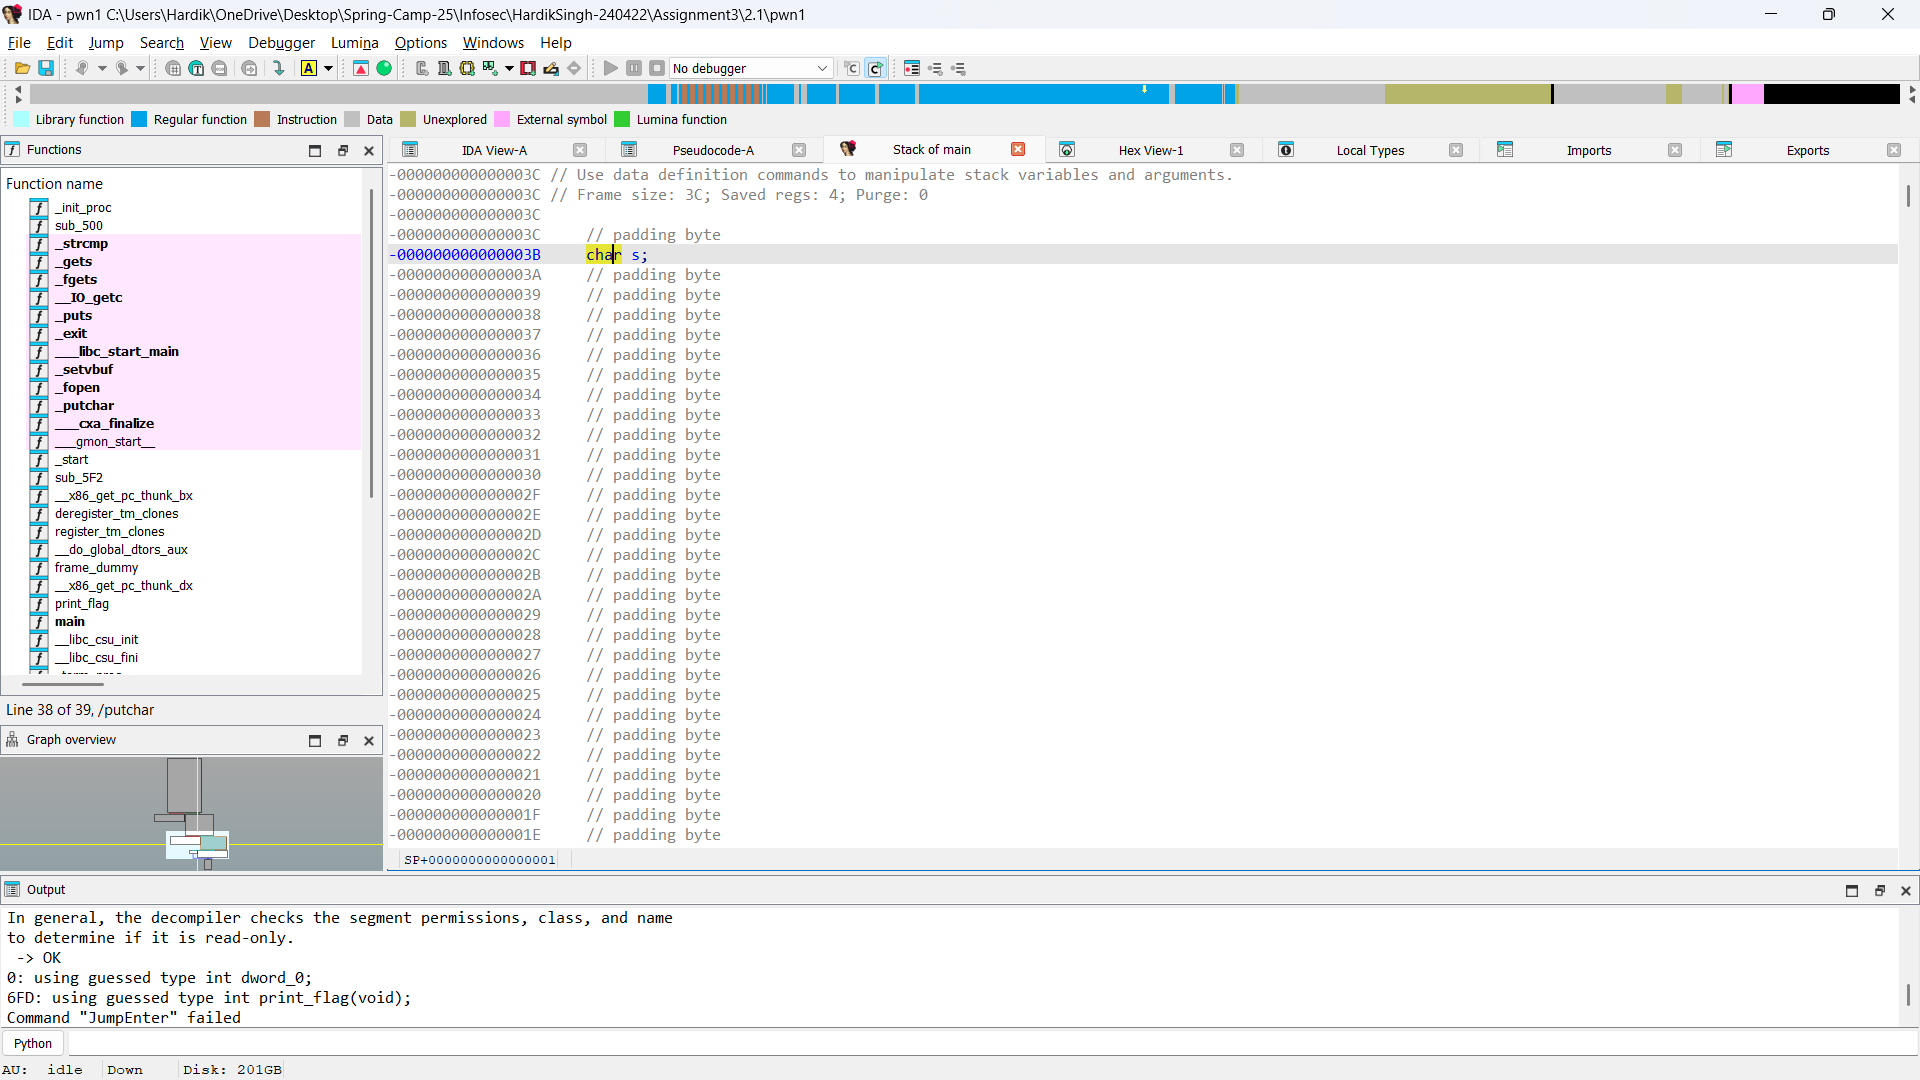 IDA - pwn1 C:\Users\Hardik\OneDrive\Desktop\Spring-Camp-25\Infosec\HardikSingh-240422\Assignment3\2.1\pwn1
File Edit Jump Search View Debugger Lumina Options Windows Help
No debugger
Library function Regular function Instruction Data Unexplored External symbol Lumina function
Functions
Function name
_init_proc
sub_500
_strcmp
_gets
_fgets
__IO_getc
_puts
_exit
___libc_start_main
_setvbuf
_fopen
_putchar
___cxa_finalize
___gmon_start__
_start
sub_5F2
__x86_get_pc_thunk_bx
deregister_tm_clones
register_tm_clones
__do_global_dtors_aux
frame_dummy
__x86_get_pc_thunk_dx
print_flag
main
__libc_csu_init
__libc_csu_fini
Line 38 of 39, /putchar
Graph overview
IDA View-A Pseudocode-A Stack of main Hex View-1 Local Types Imports Exports
-000000000000003C // Use data definition commands to manipulate stack variables and arguments.
-000000000000003C // Frame size: 3C; Saved regs: 4; Purge: 0
-000000000000003C
-000000000000003C // padding byte
-000000000000003B char s;
-000000000000003A // padding byte
-0000000000000039 // padding byte
-0000000000000038 // padding byte
-0000000000000037 // padding byte
-0000000000000036 // padding byte
-0000000000000035 // padding byte
-0000000000000034 // padding byte
-0000000000000033 // padding byte
-0000000000000032 // padding byte
-0000000000000031 // padding byte
-0000000000000030 // padding byte
-000000000000002F // padding byte
-000000000000002E // padding byte
-000000000000002D // padding byte
-000000000000002C // padding byte
-000000000000002B // padding byte
-000000000000002A // padding byte
-0000000000000029 // padding byte
-0000000000000028 // padding byte
-0000000000000027 // padding byte
-0000000000000026 // padding byte
-0000000000000025 // padding byte
-0000000000000024 // padding byte
-0000000000000023 // padding byte
-0000000000000022 // padding byte
-0000000000000021 // padding byte
-0000000000000020 // padding byte
-000000000000001F // padding byte
-000000000000001E // padding byte
SP+0000000000000001
Output
In general, the decompiler checks the segment permissions, class, and name
to determine if it is read-only.
-> OK
0: using guessed type int dword_0;
6FD: using guessed type int print_flag(void);
Command "JumpEnter" failed
Python
AU: idle Down Disk: 201GB